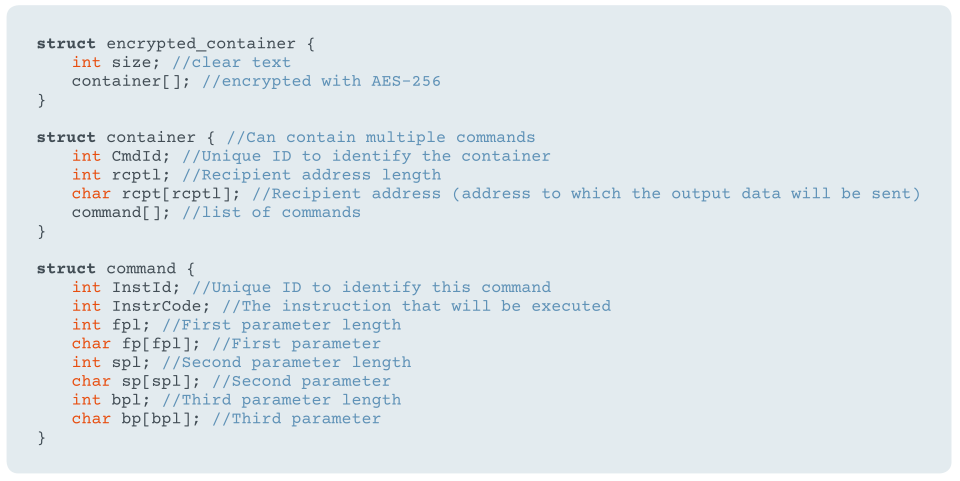 struct encrypted_container {
int size; //clear text
container[]; //encrypted with AES-256
}
struct container { //Can contain multiple commands
int CmdId; //Unique ID to identify the container
int rcptl; //Recipient address length
char rcpt[rcptl]; //Recipient address (address to which the output data will be sent)
command[]; //list of commands
}
struct command {
int InstId; //Unique ID to identify this command
int InstrCode; //The instruction that will be executed
int fpl; //First parameter length
char fp[fpl]; //First parameter
int spl; //Second parameter length
char sp[spl]; //Second parameter
int bpl; //Third parameter length
char bp[bpl]; //Third parameter
}